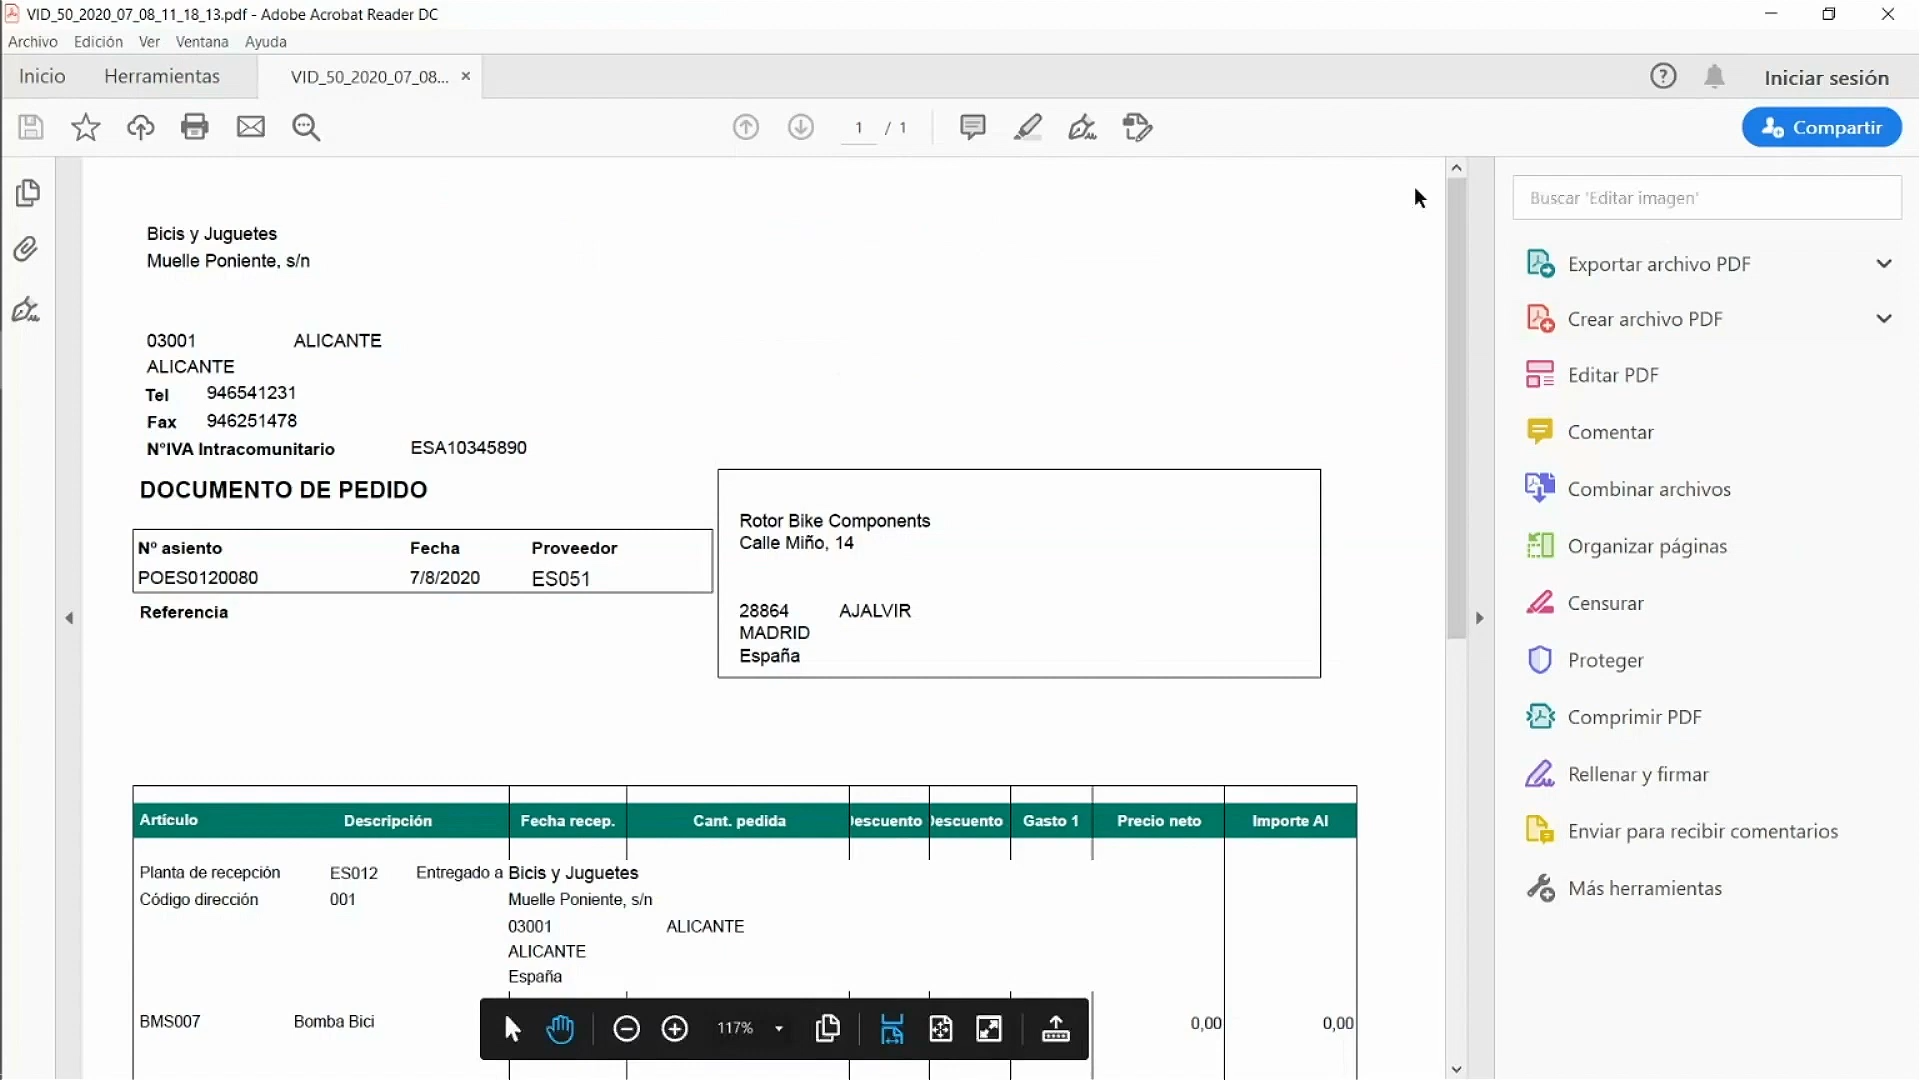 VID_50_2020_07_08_11_18_13.pdf - Adobe Acrobat Reader DC
Archivo Edición Ver Ventana Ayuda
Inicio Herramientas VID_50_2020_07_08... × Iniciar sesión
1 / 1 Compartir
Buscar 'Editar imagen'
Exportar archivo PDF
Crear archivo PDF
Editar PDF
Comentar
Combinar archivos
Organizar páginas
Censurar
Proteger
Comprimir PDF
Rellenar y firmar
Enviar para recibir comentarios
Más herramientas
Bicis y Juguetes
Muelle Poniente, s/n
03001 ALICANTE
ALICANTE
Tel 946541231
Fax 946251478
N°IVA Intracomunitario ESA10345890
DOCUMENTO DE PEDIDO
Nº asiento Fecha Proveedor
POES0120080 7/8/2020 ES051
Referencia
Rotor Bike Components
Calle Miño, 14
28864 AJALVIR
MADRID
España
Artículo Descripción Fecha recep. Cant. pedida escuento escuento Gasto 1 Precio neto Importe AI
Planta de recepción ES012 Entregado a Bicis y Juguetes
Código dirección 001 Muelle Poniente, s/n
03001 ALICANTE
ALICANTE
España
BMS007 Bomba Bici 0,00 0,00
117%